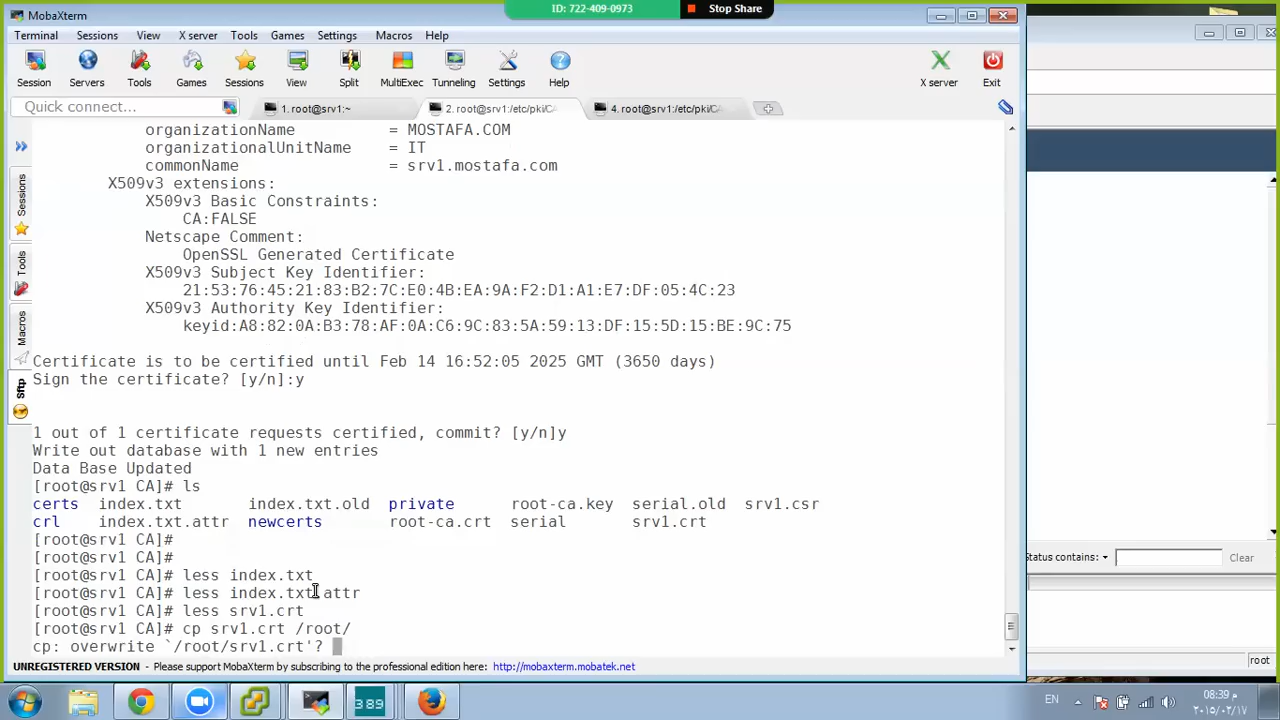 ID: 722-409-0973
Stop Share
MobaXterm
Terminal Sessions View X server Tools Games Settings Macros Help
Session Servers Tools Games Sessions View Split MultiExec Tunneling Settings Help X server Exit
Quick connect...
1. root@srv1:~
2. root@srv1:/etc/pki/CA
4. root@srv1:/etc/pki/CA
Sessions
Tools
Macros
Sftp
organizationName = MOSTAFA.COM
organizationalUnitName = IT
commonName = srv1.mostafa.com
X509v3 extensions:
X509v3 Basic Constraints:
CA:FALSE
Netscape Comment:
OpenSSL Generated Certificate
X509v3 Subject Key Identifier:
21:53:76:45:21:83:B2:7C:E0:4B:EA:9A:F2:D1:A1:E7:DF:05:4C:23
X509v3 Authority Key Identifier:
keyid:A8:82:0A:B3:78:AF:0A:C6:9C:83:5A:59:13:DF:15:5D:15:BE:9C:75
Certificate is to be certified until Feb 14 16:52:05 2025 GMT (3650 days)
Sign the certificate? [y/n]:y
1 out of 1 certificate requests certified, commit? [y/n]y
Write out database with 1 new entries
Data Base Updated
[root@srv1 CA]# ls
certs index.txt index.txt.old private root-ca.key serial.old srv1.csr
crl index.txt.attr newcerts root-ca.crt serial srv1.crt
[root@srv1 CA]#
[root@srv1 CA]#
[root@srv1 CA]# less index.txt
[root@srv1 CA]# less index.txt.attr
[root@srv1 CA]# less srv1.crt
[root@srv1 CA]# cp srv1.crt /root/
cp: overwrite `/root/srv1.crt'?
UNREGISTERED VERSION - Please support MobaXterm by subscribing to the professional edition here: http://mobaxterm.mobatek.net
Status contains:
Clear
root
389
EN
08:39 م
٢٠١٥/٠٢/١٧